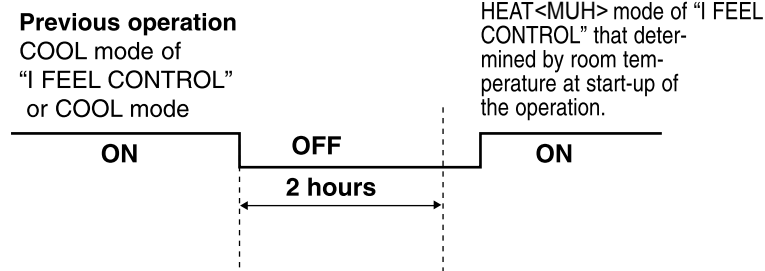 Previous operation
COOL mode of
“I FEEL CONTROL”
or COOL mode
HEAT<MUH> mode of “I FEEL
CONTROL” that deter-
mined by room tem-
perature at start-up of
the operation.
ON
OFF
ON
2 hours